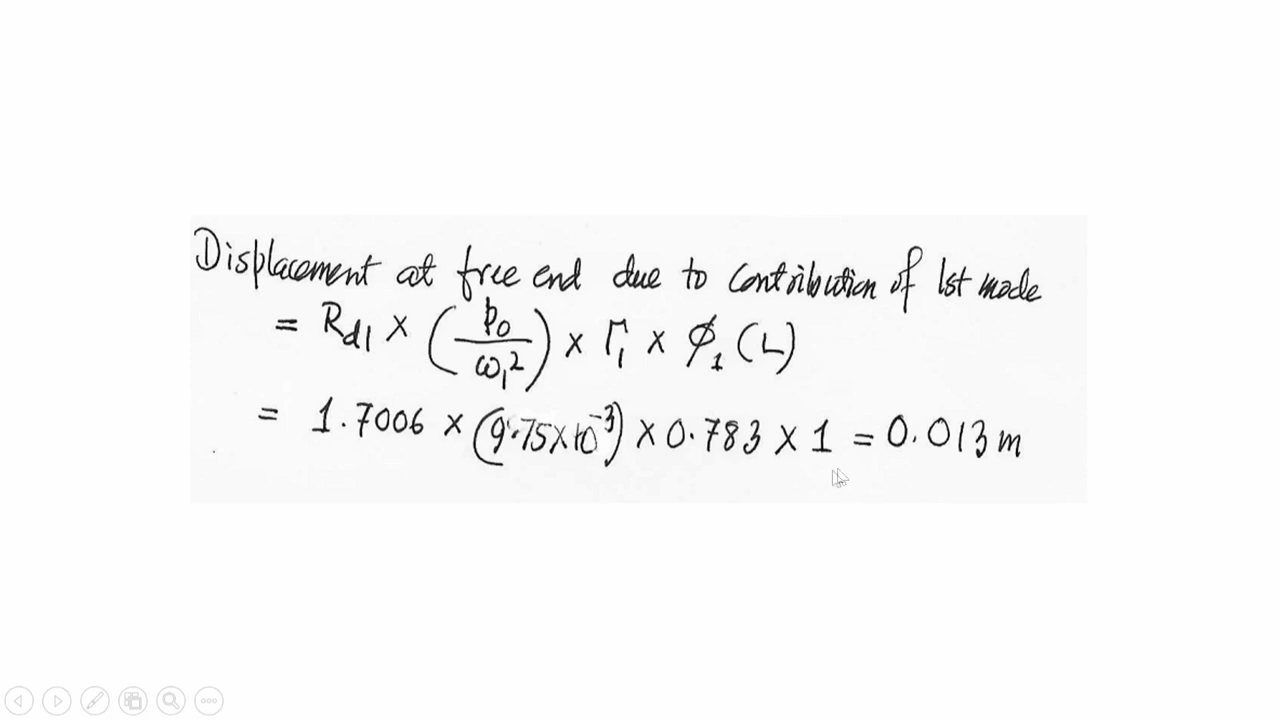 Displacement at free end due to contribution of 1st mode
= Rd1 × (p₀/ω₁²) × Γ₁ × ϕ₁(L)
= 1.7006 × (9.75×10⁻³) × 0.783 × 1 = 0.013 m